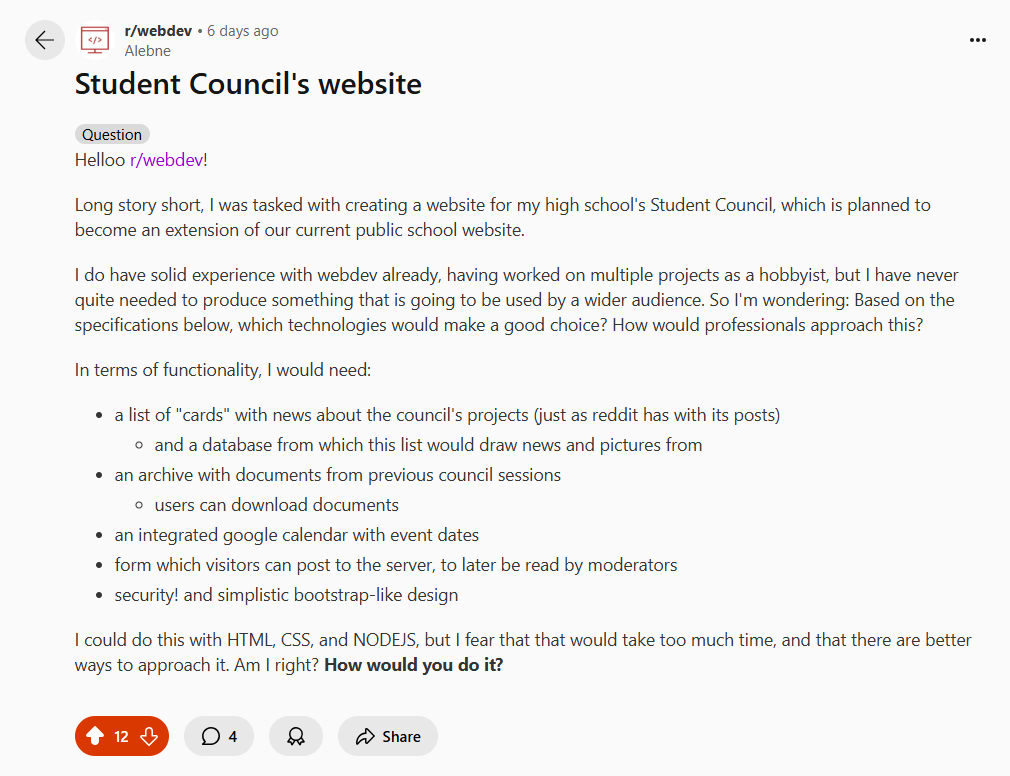 r/webdev • 6 days ago
Alebne
Student Council's website
Question
Helloo r/webdev!
Long story short, I was tasked with creating a website for my high school's Student Council, which is planned to
become an extension of our current public school website.
I do have solid experience with webdev already, having worked on multiple projects as a hobbyist, but I have never
quite needed to produce something that is going to be used by a wider audience. So I'm wondering: Based on the
specifications below, which technologies would make a good choice? How would professionals approach this?
In terms of functionality, I would need:
• a list of "cards" with news about the council's projects (just as reddit has with its posts)
◦ and a database from which this list would draw news and pictures from
• an archive with documents from previous council sessions
◦ users can download documents
• an integrated google calendar with event dates
• form which visitors can post to the server, to later be read by moderators
• security! and simplistic bootstrap-like design
I could do this with HTML, CSS, and NODEJS, but I fear that that would take too much time, and that there are better
ways to approach it. Am I right? How would you do it?
12 4 Share